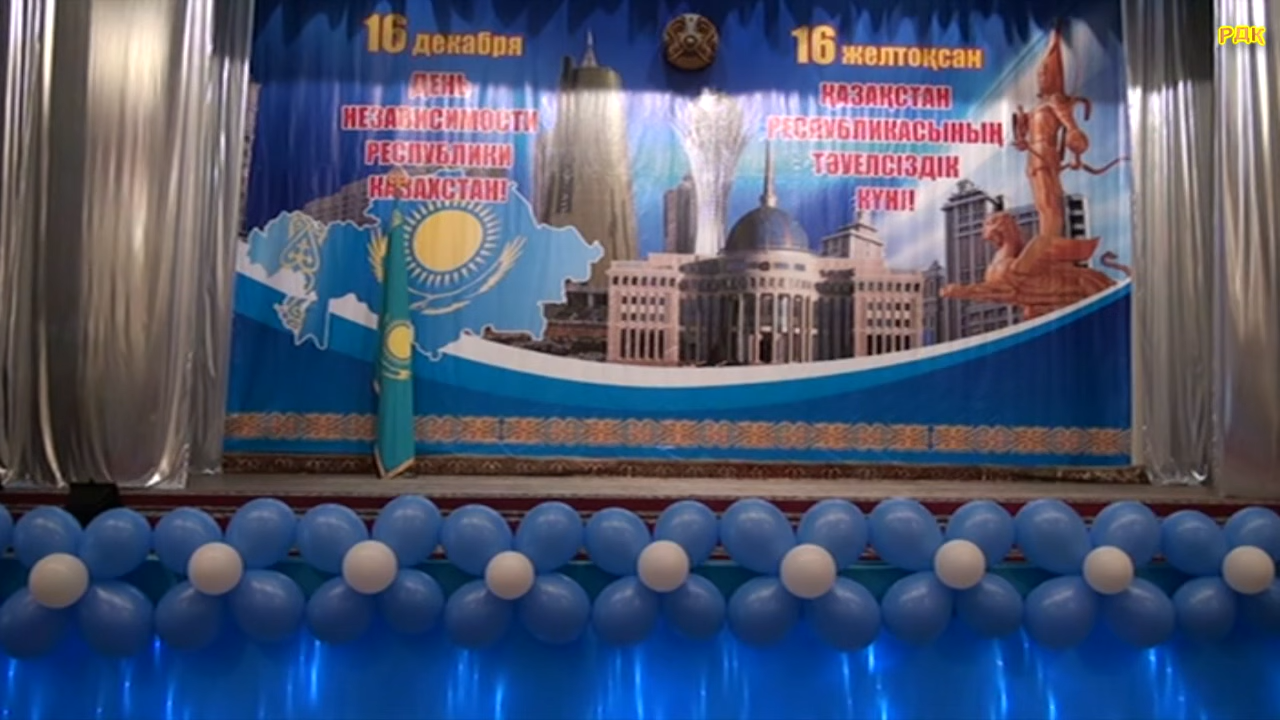 16 декабря
ДЕНЬ
НЕЗАВИСИМОСТИ
РЕСПУБЛИКИ
КАЗАХСТАН!
16 желтоқсан
ҚАЗАҚСТАН
РЕСПУБЛИКАСЫНЫҢ
ТӘУЕЛСІЗДІК
КҮНІ!
РДК